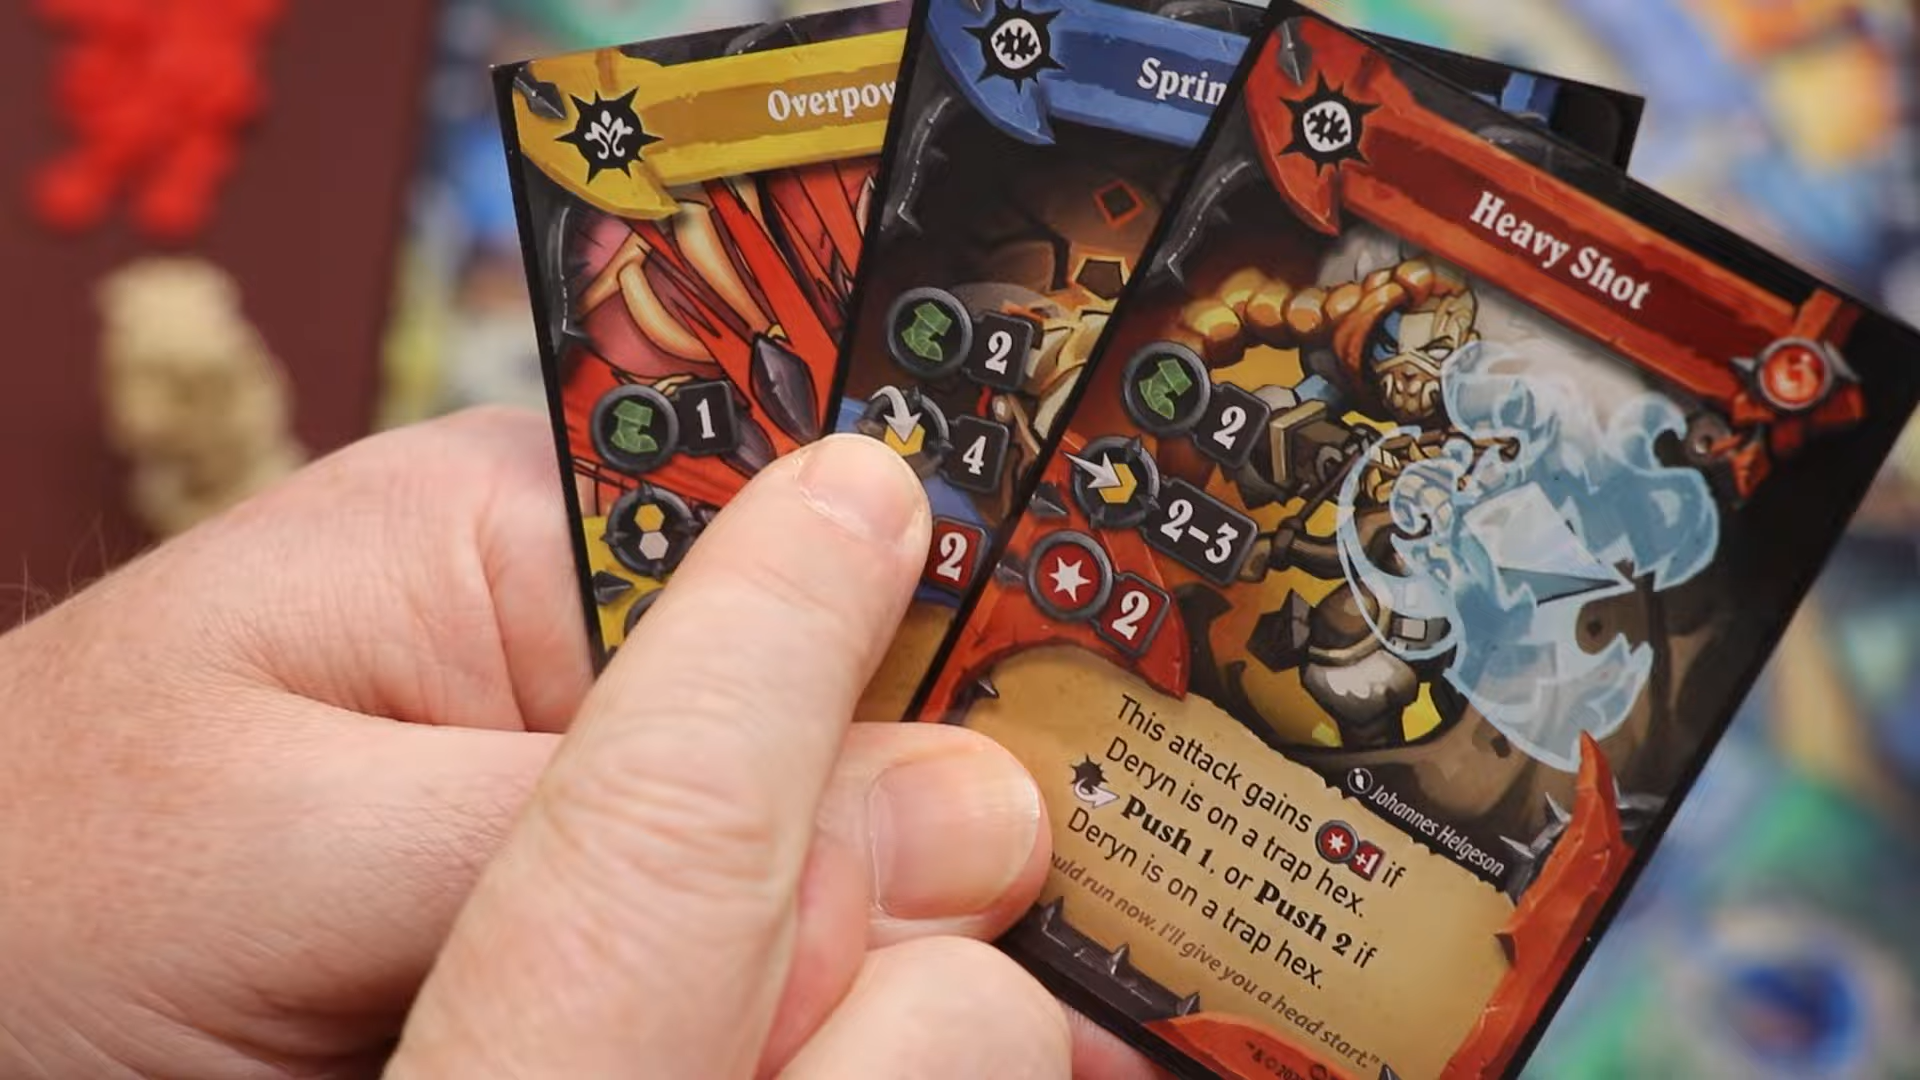 Overpow
Sprin
Heavy Shot
1
2
4
2
2
2-3
2
This attack gains +1 if
Deryn is on a trap hex.
Push 1, or Push 2 if
Deryn is on a trap hex.
Johannes Helgeson
uld run now. I'll give you a head start."